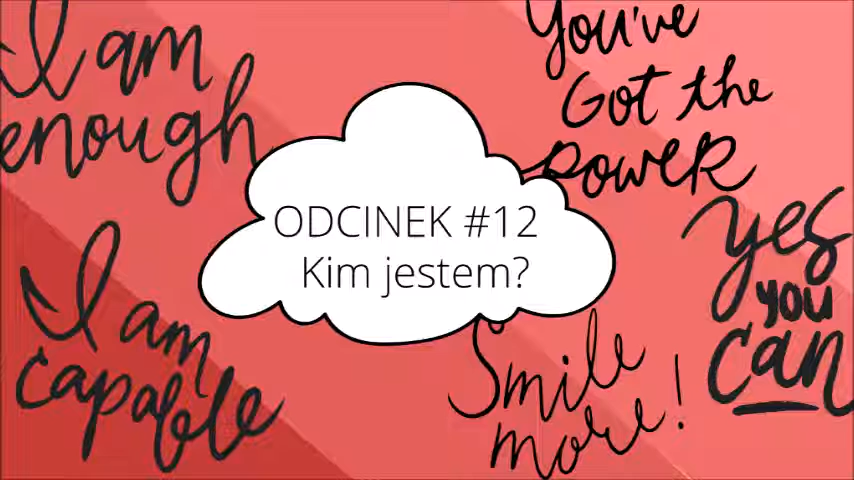 I am
enough
You've
Got the
POWER
ODCINEK #12
Kim jestem?
yes
you
can
I am
capable
Smile
more!